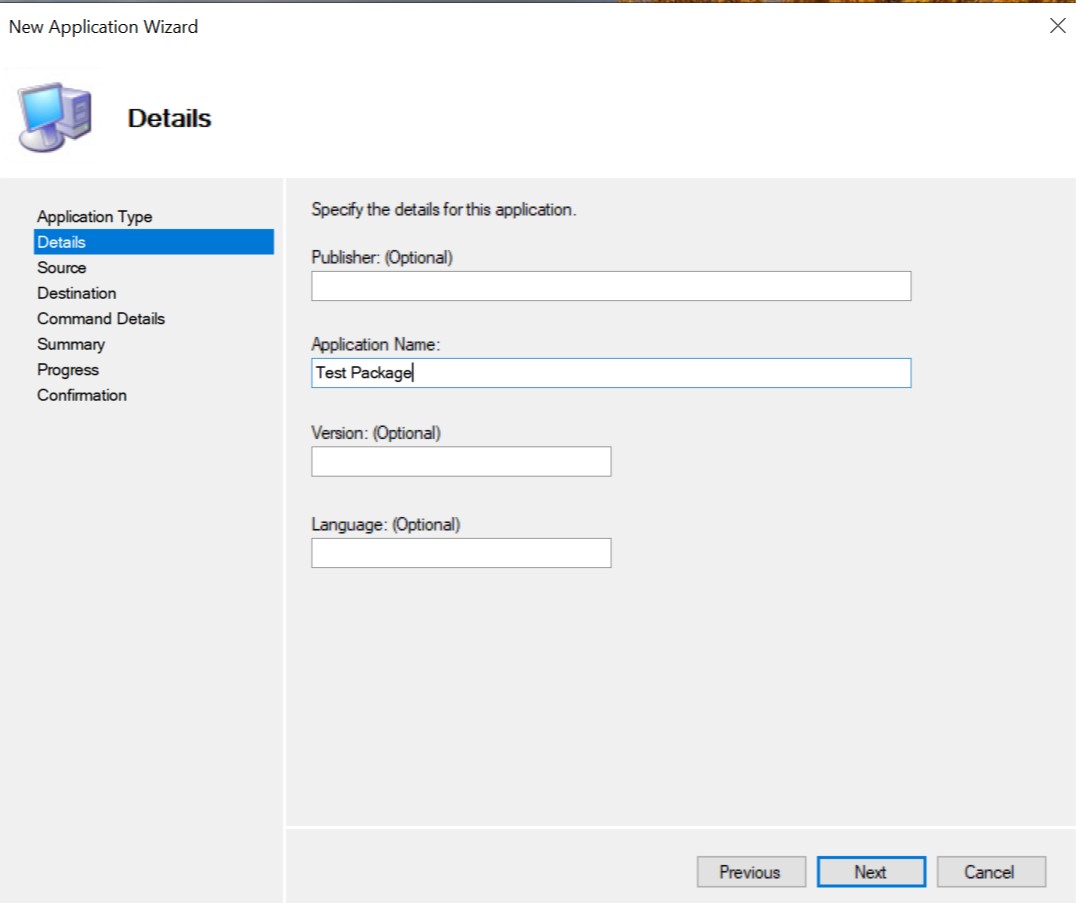 New Application Wizard
Details
Application Type
Details
Source
Destination
Command Details
Summary
Progress
Confirmation
Specify the details for this application.
Publisher: (Optional)
Application Name:
Test Package
Version: (Optional)
Language: (Optional)
Previous
Next
Cancel